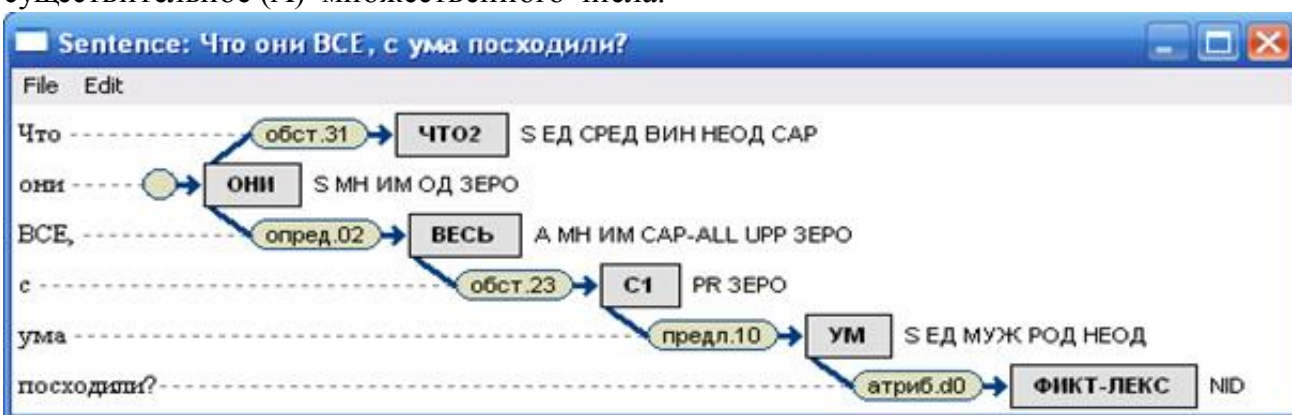 существительное (А) множественного числа.
Sentence: Что они ВСЕ, с ума посходили?
File Edit
Что обст.31 ЧТО2 S ЕД СРЕД ВИН НЕОД CAP
они ОНИ S МН ИМ ОД ЗЕРО
ВСЕ, опред.02 ВЕСЬ A МН ИМ CAP-ALL UPP ЗЕРО
с обст.23 С1 PR ЗЕРО
ума предл.10 УМ S ЕД МУЖ РОД НЕОД
посходили? атриб.d0 ФИКТ-ЛЕКС NID